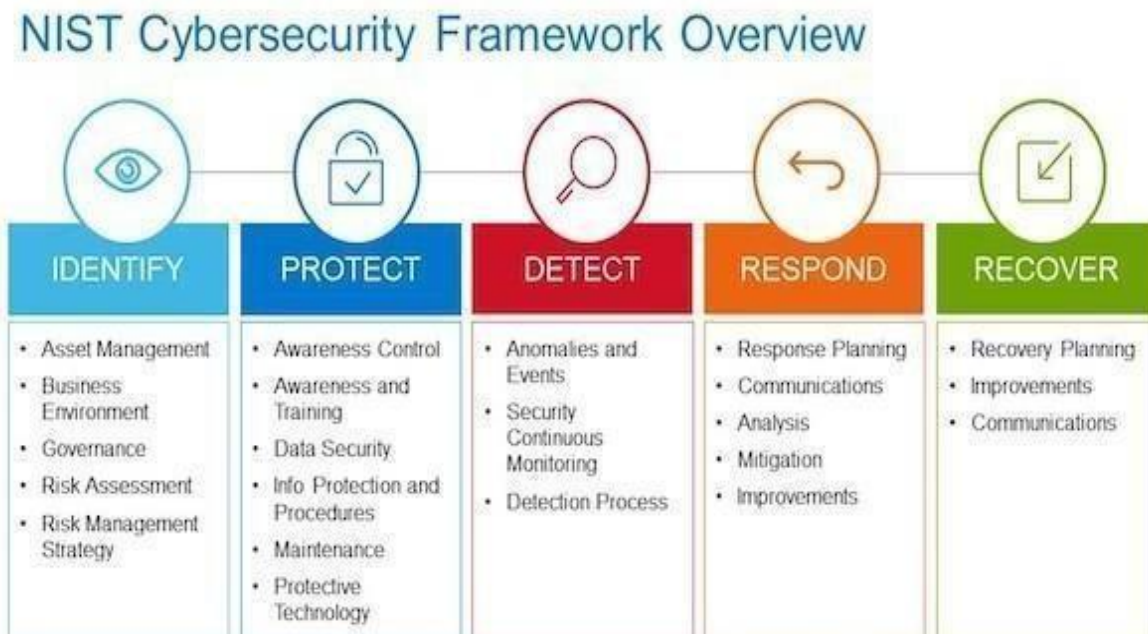 NIST Cybersecurity Framework Overview
IDENTIFY
• Asset Management
• Business
Environment
• Governance
• Risk Assessment
• Risk Management
Strategy
PROTECT
• Awareness Control
• Awareness and
Training
• Data Security
• Info Protection and
Procedures
• Maintenance
• Protective
Technology
DETECT
• Anomalies and
Events
• Security
Continuous
Monitoring
• Detection Process
RESPOND
• Response Planning
• Communications
• Analysis
• Mitigation
• Improvements
RECOVER
• Recovery Planning
• Improvements
• Communications